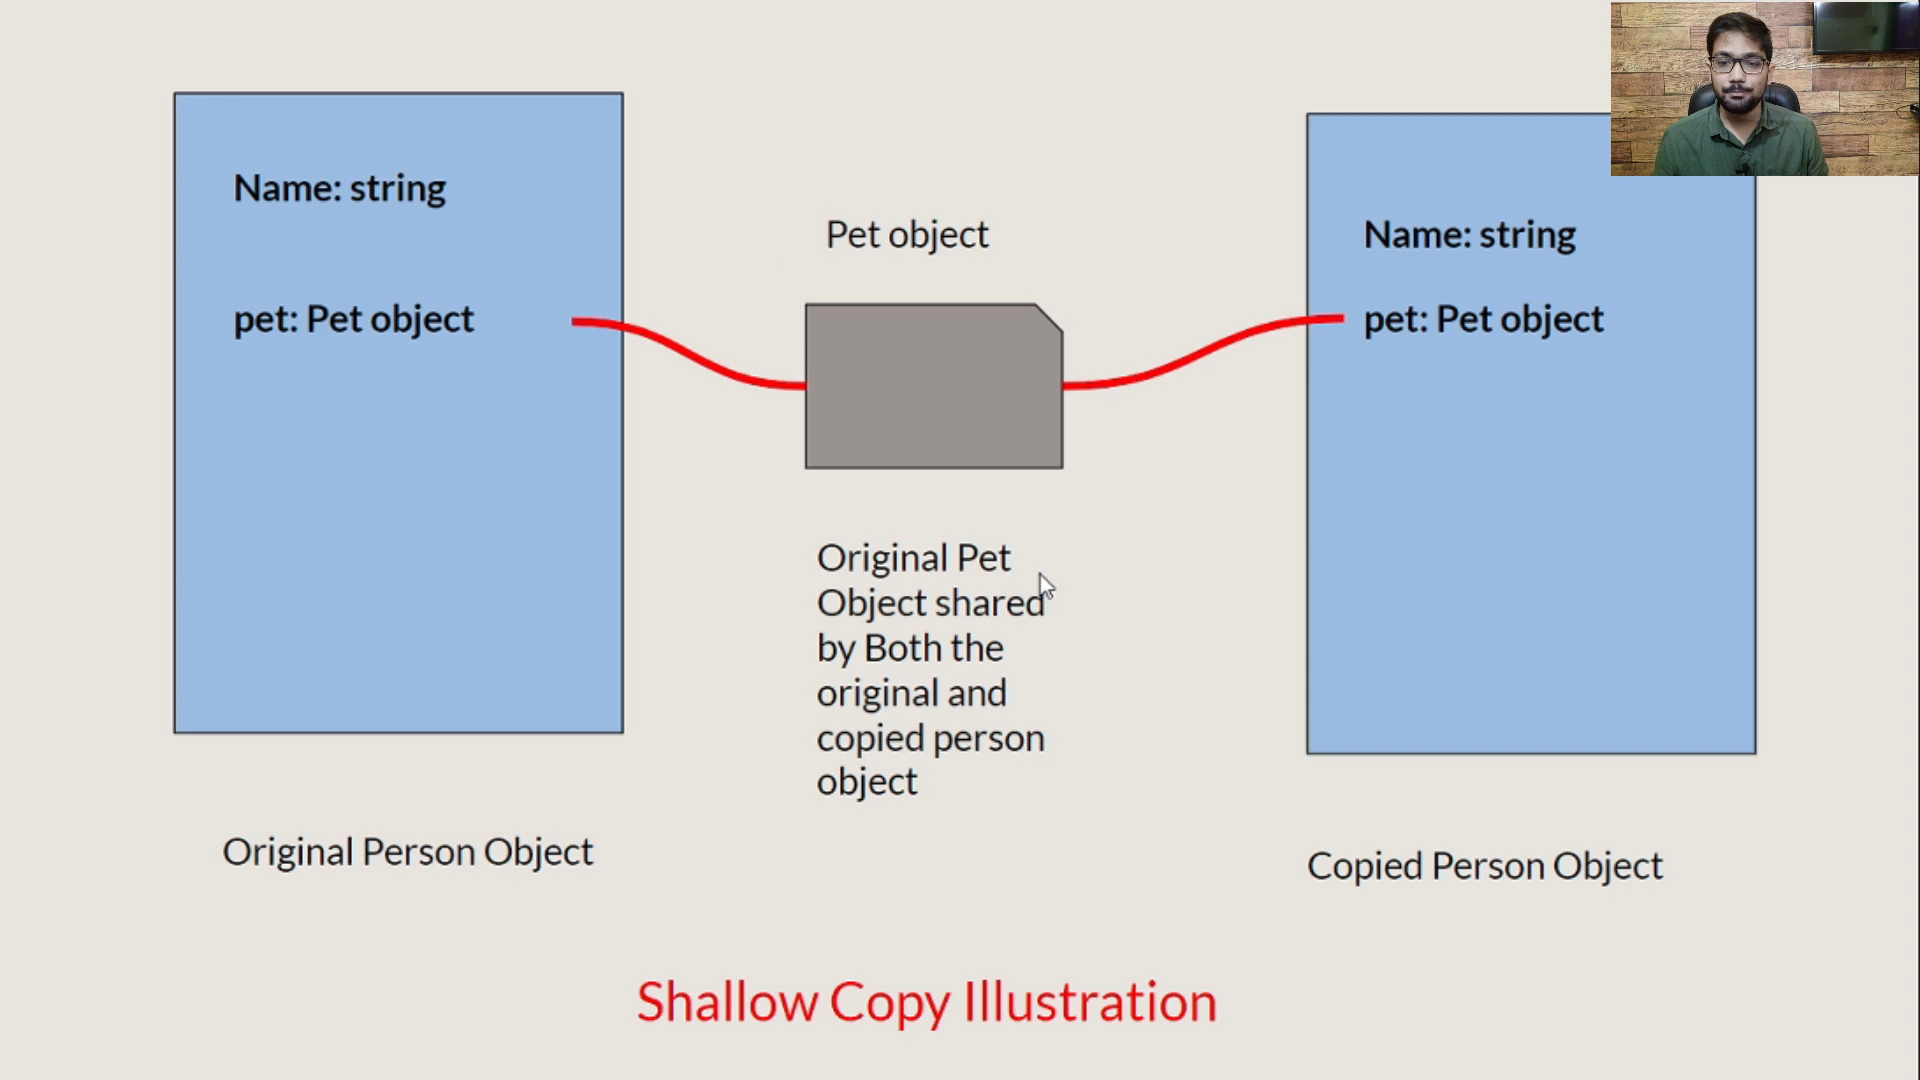 Name: string
pet: Pet object
Original Person Object
Pet object
Original Pet
Object shared
by Both the
original and
copied person
object
Name: string
pet: Pet object
Copied Person Object
Shallow Copy Illustration